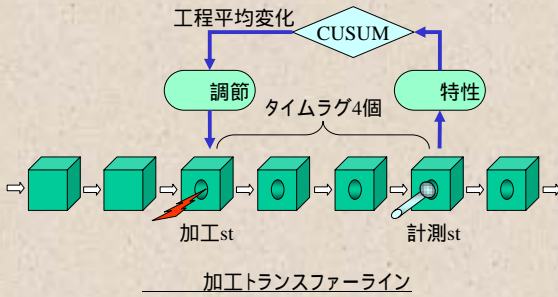 工程平均変化
CUSUM
調節
特性
タイムラグ4個
加工st
計測st
加工トランスファーライン